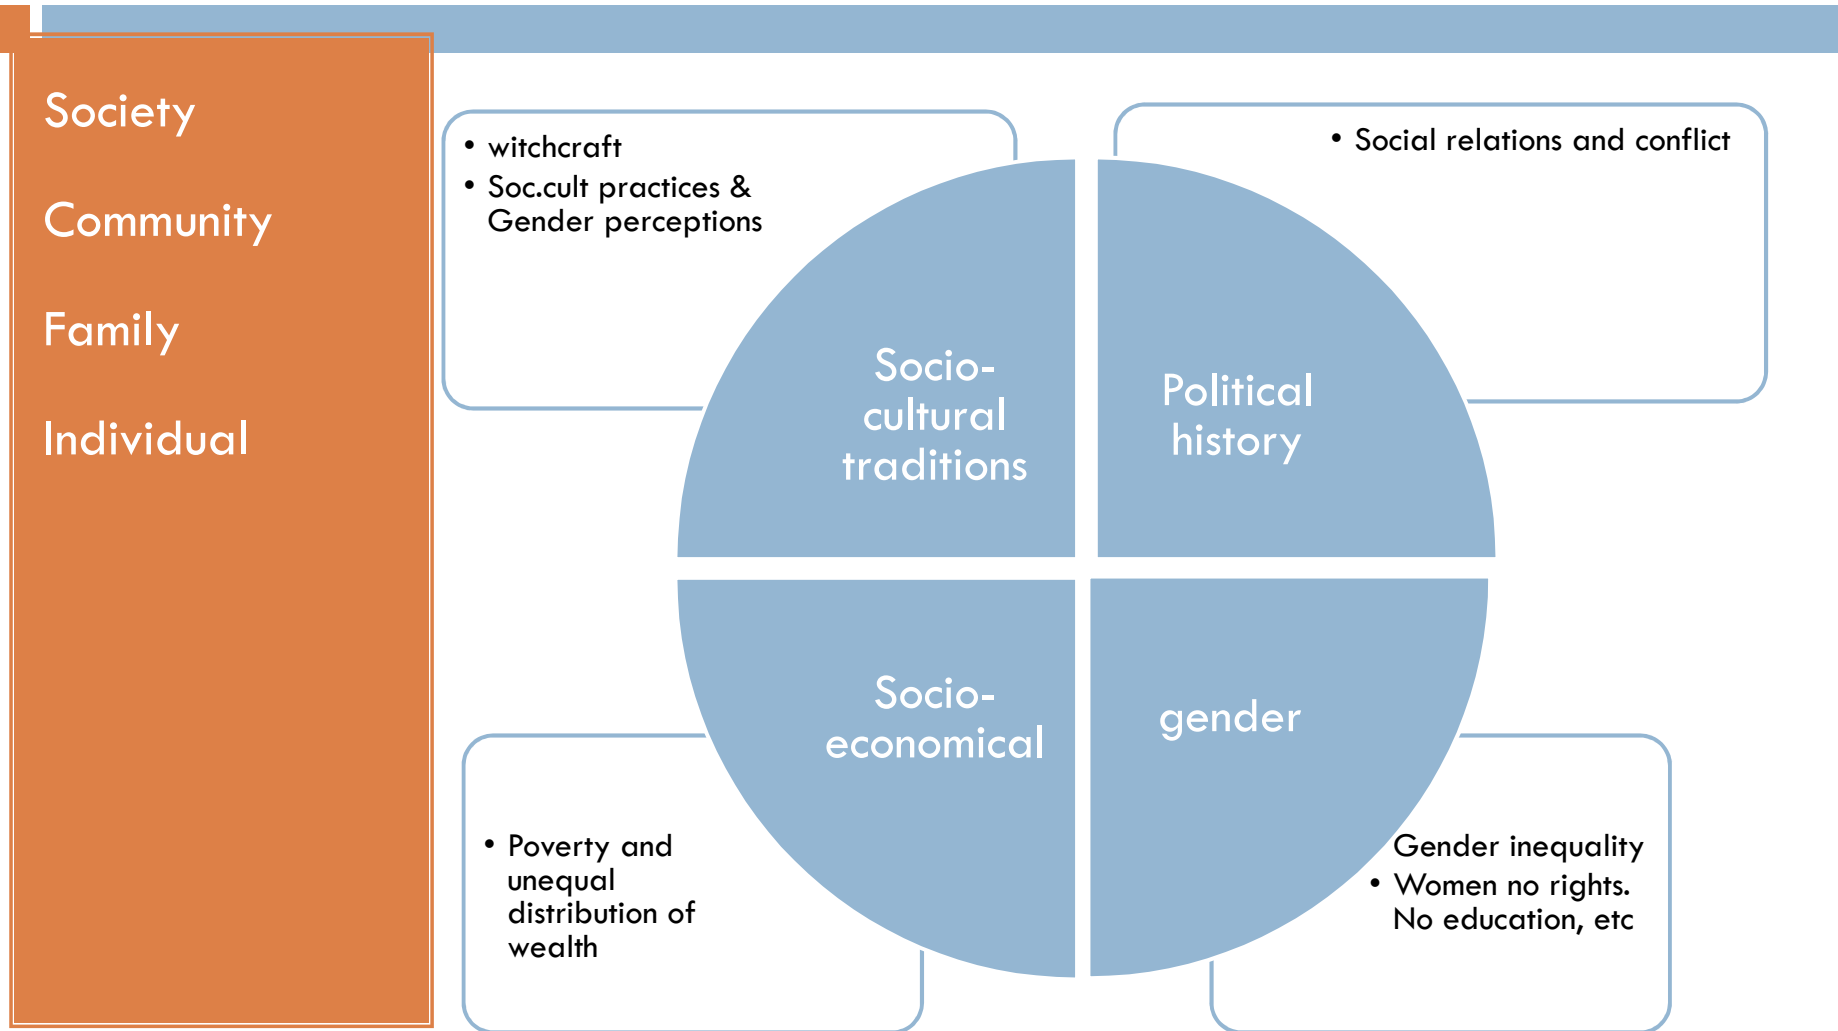 Society
Community
Family
Individual
• witchcraft
• Soc.cult practices &
Gender perceptions
• Social relations and conflict
Socio-
cultural
traditions
Political
history
Socio-
economical
gender
• Poverty and
unequal
distribution of
wealth
Gender inequality
• Women no rights.
No education, etc